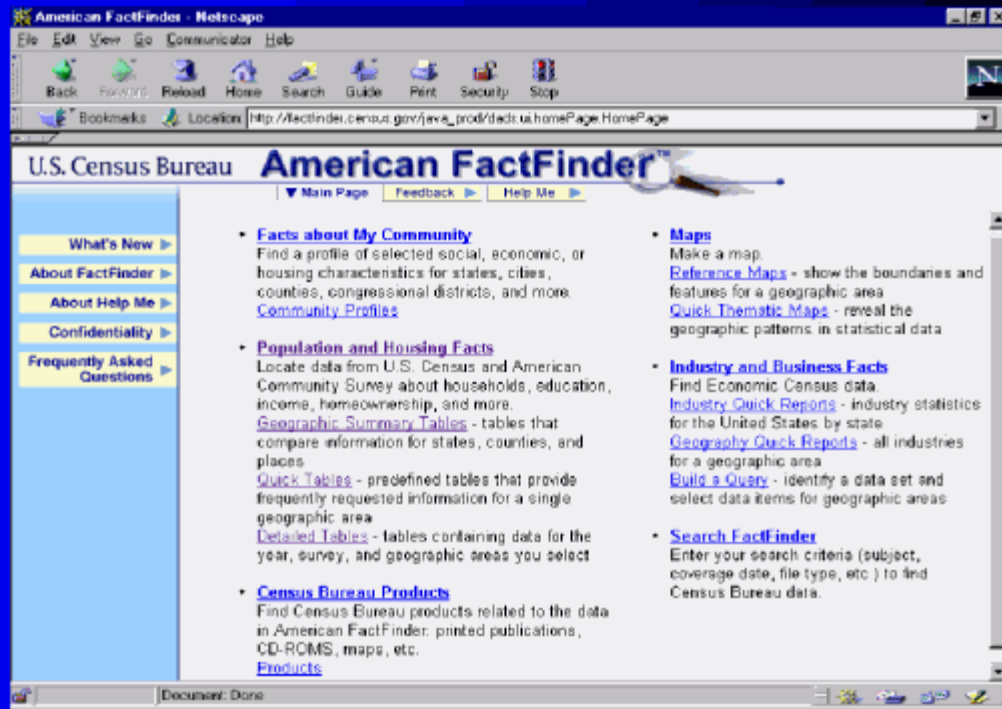 American FactFinder - Netscape
File Edit View Go Communicator Help
Back Forward Reload Home Search Guide Print Security Stop
N
Bookmarks Location http://factfinder.census.gov/java_prod/dads.ui.homePage.HomePage
U.S. Census Bureau American FactFinder™
Main Page Feedback Help Me
What's New
About FactFinder
About Help Me
Confidentiality
Frequently Asked
Questions
• Facts about My Community
Find a profile of selected social, economic, or
housing characteristics for states, cities,
counties, congressional districts, and more.
Community Profiles
• Population and Housing Facts
Locate data from U.S. Census and American
Community Survey about households, education,
income, homeownership, and more.
Geographic Summary Tables - tables that
compare information for states, counties, and
places
Quick Tables - predefined tables that provide
frequently requested information for a single
geographic area
Detailed Tables - tables containing data for the
year, survey, and geographic areas you select
• Census Bureau Products
Find Census Bureau products related to the data
in American FactFinder: printed publications,
CD-ROMS, maps, etc.
Products
• Maps
Make a map.
Reference Maps - show the boundaries and
features for a geographic area
Quick Thematic Maps - reveal the
geographic patterns in statistical data
• Industry and Business Facts
Find Economic Census data.
Industry Quick Reports - industry statistics
for the United States by state
Geography Quick Reports - all industries
for a geographic area
Build a Query - identify a data set and
select data items for geographic areas
• Search FactFinder
Enter your search criteria (subject,
coverage date, file type, etc.) to find
Census Bureau data.
Document: Done